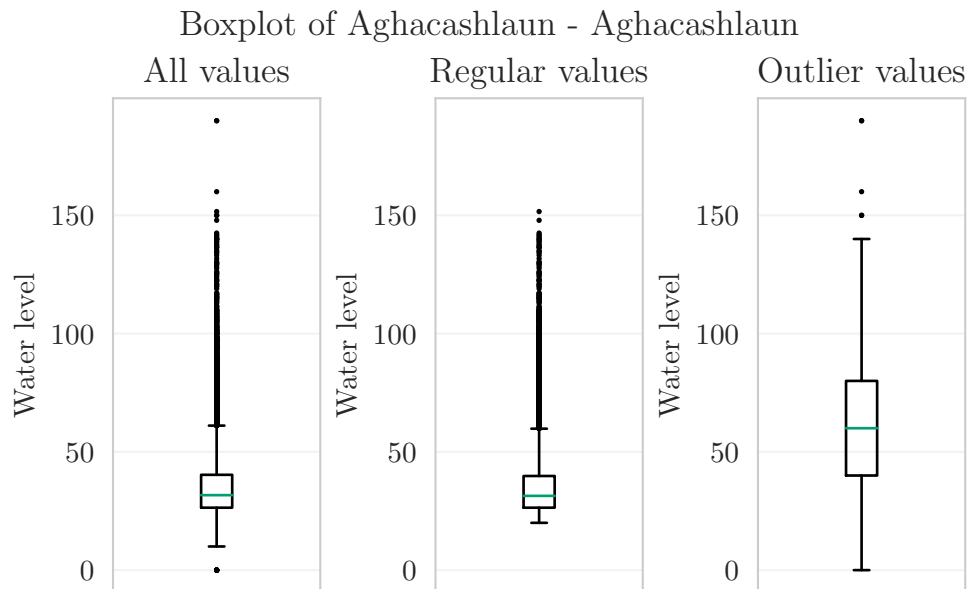 Boxplot of Aghacashlaun - Aghacashlaun
All values
Water level
150
100
50
0
Regular values
Water level
150
100
50
0
Outlier values
Water level
150
100
50
0